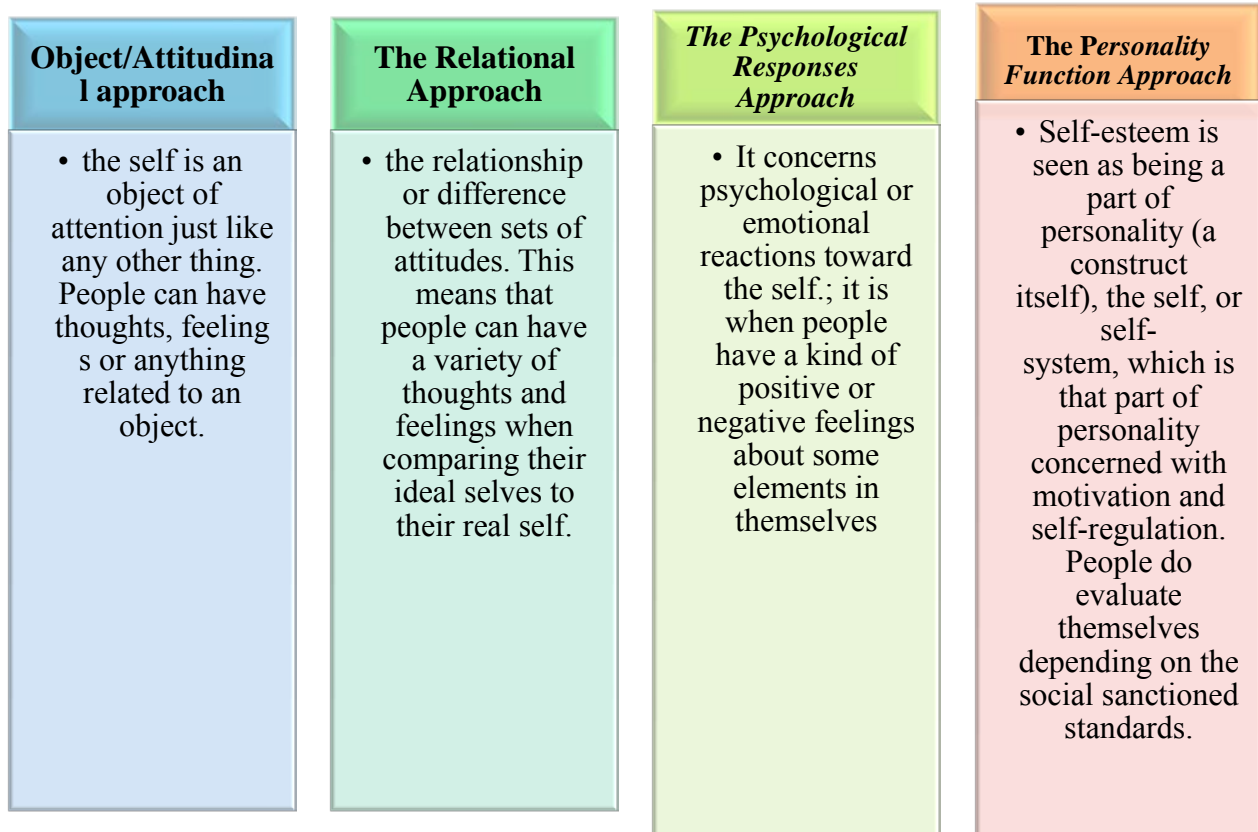 Object/Attitudina
l approach
• the self is an
object of
attention just like
any other thing.
People can have
thoughts, feeling
s or anything
related to an
object.
The Relational
Approach
• the relationship
or difference
between sets of
attitudes. This
means that
people can have
a variety of
thoughts and
feelings when
comparing their
ideal selves to
their real self.
The Psychological
Responses
Approach
• It concerns
psychological or
emotional
reactions toward
the self.; it is
when people
have a kind of
positive or
negative feelings
about some
elements in
themselves
The Personality
Function Approach
• Self-esteem is
seen as being a
part of
personality (a
construct
itself), the self, or
self-
system, which is
that part of
personality
concerned with
motivation and
self-regulation.
People do
evaluate
themselves
depending on the
social sanctioned
standards.